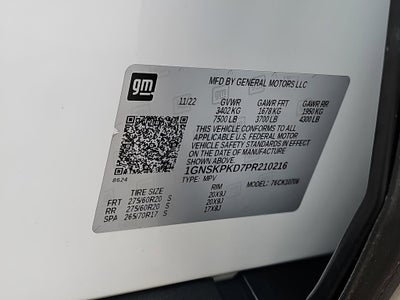 gm
MFD BY GENERAL MOTORS LLC
11/22 GVWR GAWR FRT GAWR RR
3402 KG 1678 KG 1950 KG
7500 LB 3700 LB 4300 LB
THIS VEHICLE CONFORMS TO ALL
APPLICABLE U.S. FEDERAL MOTOR
VEHICLE SAFETY STANDARDS IN
EFFECT ON THE DATE OF
MANUFACTURE SHOWN ABOVE.
1GNSKPKD7PR210216
TYPE: MPV MODEL: 76CK10706
8624
TIRE SIZE RIM
FRT 275/60R20 S 20X9J
RR 275/60R20 S 20X9J
SPA 265/70R17 S 17X8J